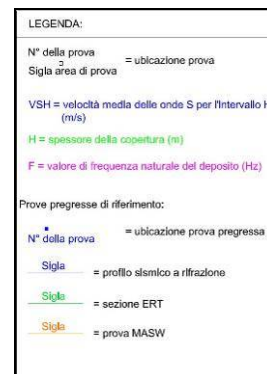 LEGENDA:
N° della prova
Sigla area di prova = ubicazione prova
VSH = velocità media delle onde S per l'intervallo H
(m/s)
H = spessore della copertura (m)
F = valore di frequenza naturale del deposito (Hz)
Prove pregresse di riferimento:
N° della prova = ubicazione prova pregressa
Sigla = profilo sismico a rifrazione
Sigla = sezione ERT
Sigla = prova MASW